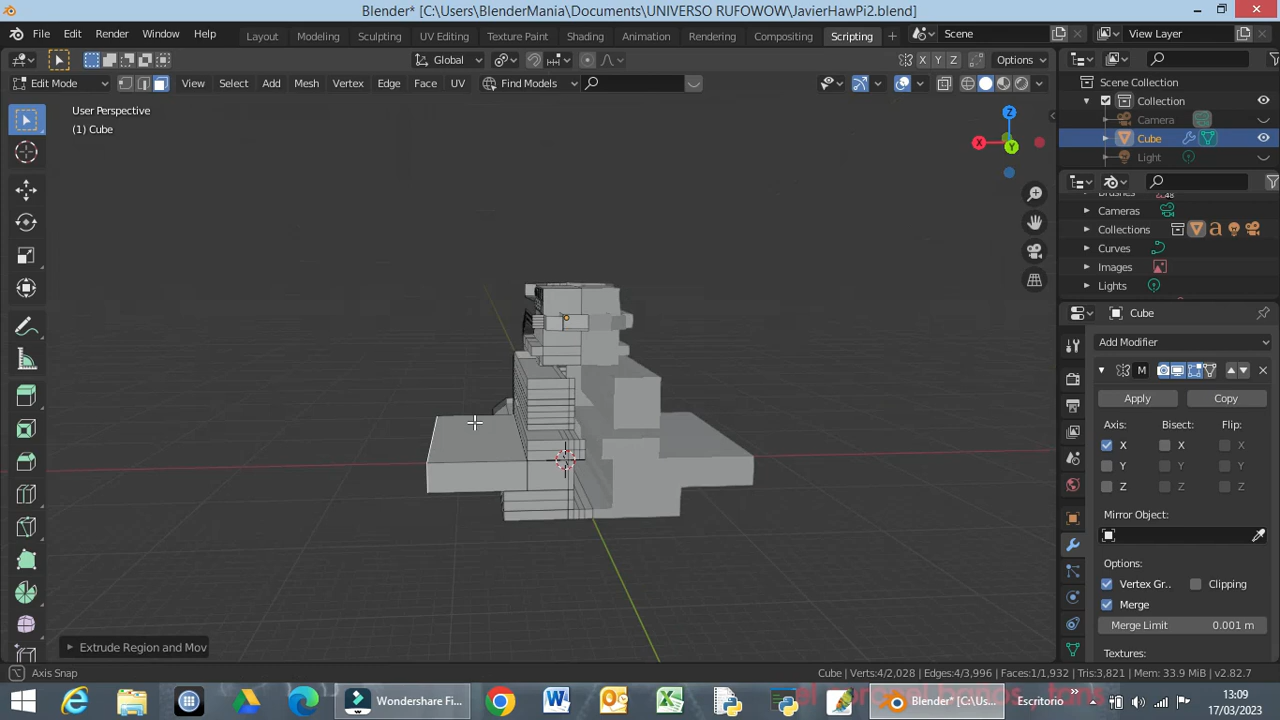 Blender* [C:\Users\BlenderMania\Documents\UNIVERSO RUFOWOW\JavierHawPi2.blend]
File Edit Render Window Help Layout Modeling Sculpting UV Editing Texture Paint Shading Animation Rendering Compositing Scripting + Scene View Layer
Global X Y Z Options
Edit Mode View Select Add Mesh Vertex Edge Face UV Find Models
User Perspective
(1) Cube
Z
X
Y
Scene Collection
Collection
Camera
Cube
Light
Brushes 48
Cameras
Collections
Curves
Images
Lights
Cube
Add Modifier
M
Apply Copy
Axis: Bisect: Flip:
X X X
Y Y Y
Z Z Z
Mirror Object:
Options:
Vertex Gr.. Clipping
Merge
Merge Limit 0.001 m
Textures:
Extrude Region and Mov
Axis Snap
Cube | Verts:4/2,028 | Edges:4/3,996 | Faces:1/1,932 | Tris:3,821 | Mem: 33.9 MiB | v2.82.7
Wondershare Fi...
Blender* [C:\Us...
Escritorio
13:09
17/03/2023